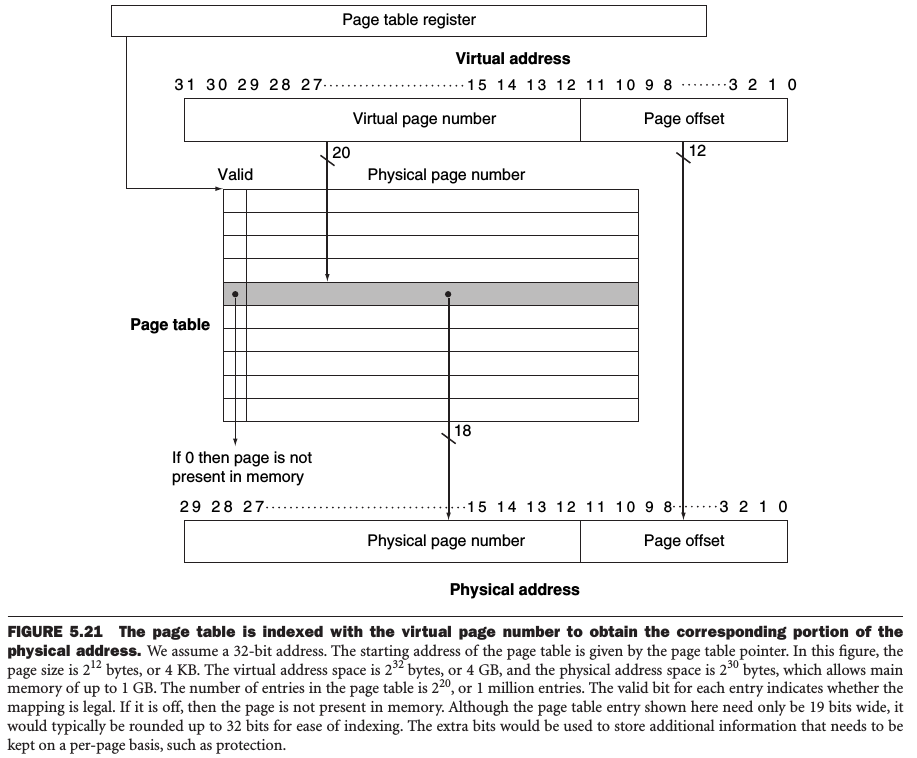 Page table register
Virtual address
31 30 29 28 27························15 14 13 12 11 10 9 8 ········3 2 1 0
Virtual page number Page offset
20 12
Valid Physical page number
Page table
18
If 0 then page is not
present in memory
29 28 27··································15 14 13 12 11 10 9 8········3 2 1 0
Physical page number Page offset
Physical address
FIGURE 5.21 The page table is indexed with the virtual page number to obtain the corresponding portion of the
physical address. We assume a 32-bit address. The starting address of the page table is given by the page table pointer. In this figure, the
page size is 2¹² bytes, or 4 KB. The virtual address space is 2³² bytes, or 4 GB, and the physical address space is 2³⁰ bytes, which allows main
memory of up to 1 GB. The number of entries in the page table is 2²⁰, or 1 million entries. The valid bit for each entry indicates whether the
mapping is legal. If it is off, then the page is not present in memory. Although the page table entry shown here need only be 19 bits wide, it
would typically be rounded up to 32 bits for ease of indexing. The extra bits would be used to store additional information that needs to be
kept on a per-page basis, such as protection.